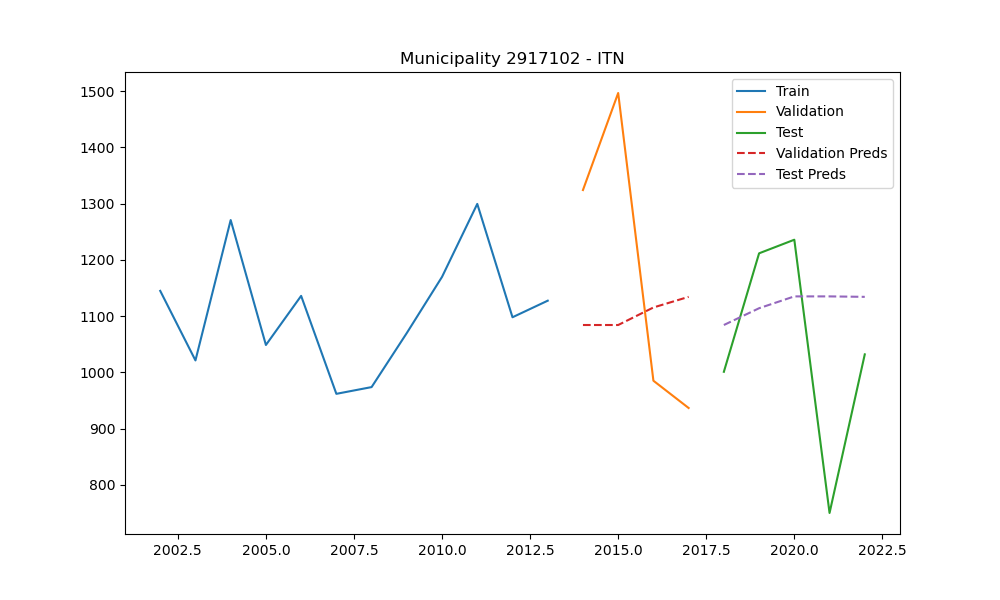 Municipality 2917102 - ITN
1500
1400
1300
1200
1100
1000
900
800
Train
Validation
Test
Validation Preds
Test Preds
2002.5 2005.0 2007.5 2010.0 2012.5 2015.0 2017.5 2020.0 2022.5